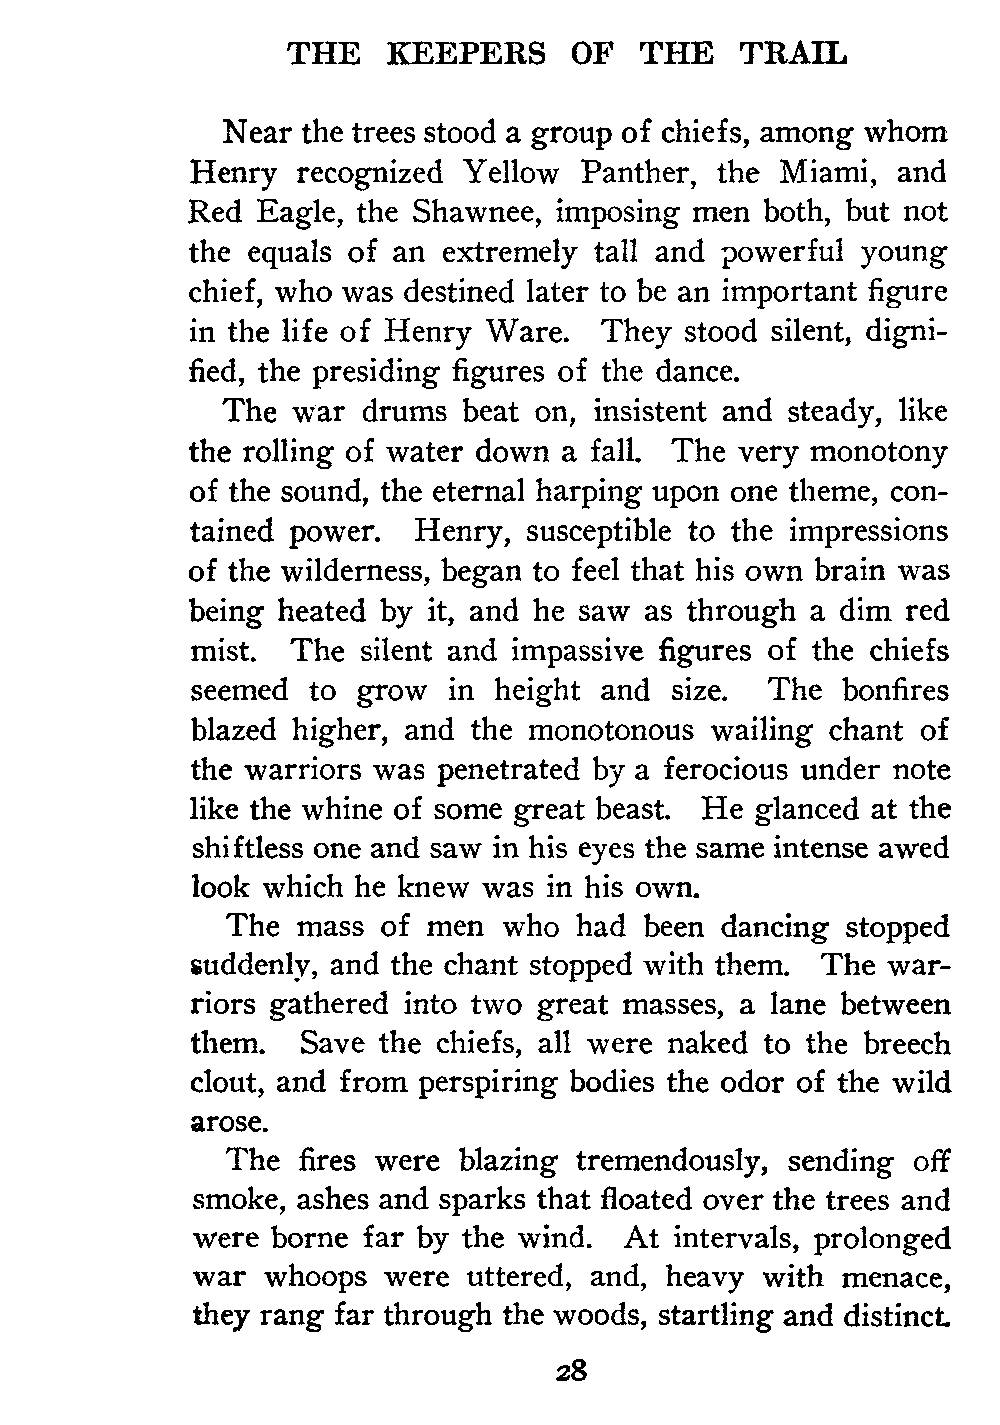 THE KEEPERS OF THE TRAIL
Near the trees stood a group of chiefs, among whom
Henry recognized Yellow Panther, the Miami, and
Red Eagle, the Shawnee, imposing men both, but not
the equals of an extremely tall and powerful young
chief, who was destined later to be an important figure
in the life of Henry Ware. They stood silent, digni-
fied, the presiding figures of the dance.
The war drums beat on, insistent and steady, like
the rolling of water down a fall. The very monotony
of the sound, the eternal harping upon one theme, con-
tained power. Henry, susceptible to the impressions
of the wilderness, began to feel that his own brain was
being heated by it, and he saw as through a dim red
mist. The silent and impassive figures of the chiefs
seemed to grow in height and size. The bonfires
blazed higher, and the monotonous wailing chant of
the warriors was penetrated by a ferocious under note
like the whine of some great beast. He glanced at the
shiftless one and saw in his eyes the same intense awed
look which he knew was in his own.
The mass of men who had been dancing stopped
suddenly, and the chant stopped with them. The war-
riors gathered into two great masses, a lane between
them. Save the chiefs, all were naked to the breech
clout, and from perspiring bodies the odor of the wild
arose.
The fires were blazing tremendously, sending off
smoke, ashes and sparks that floated over the trees and
were borne far by the wind. At intervals, prolonged
war whoops were uttered, and, heavy with menace,
they rang far through the woods, startling and distinct.
28